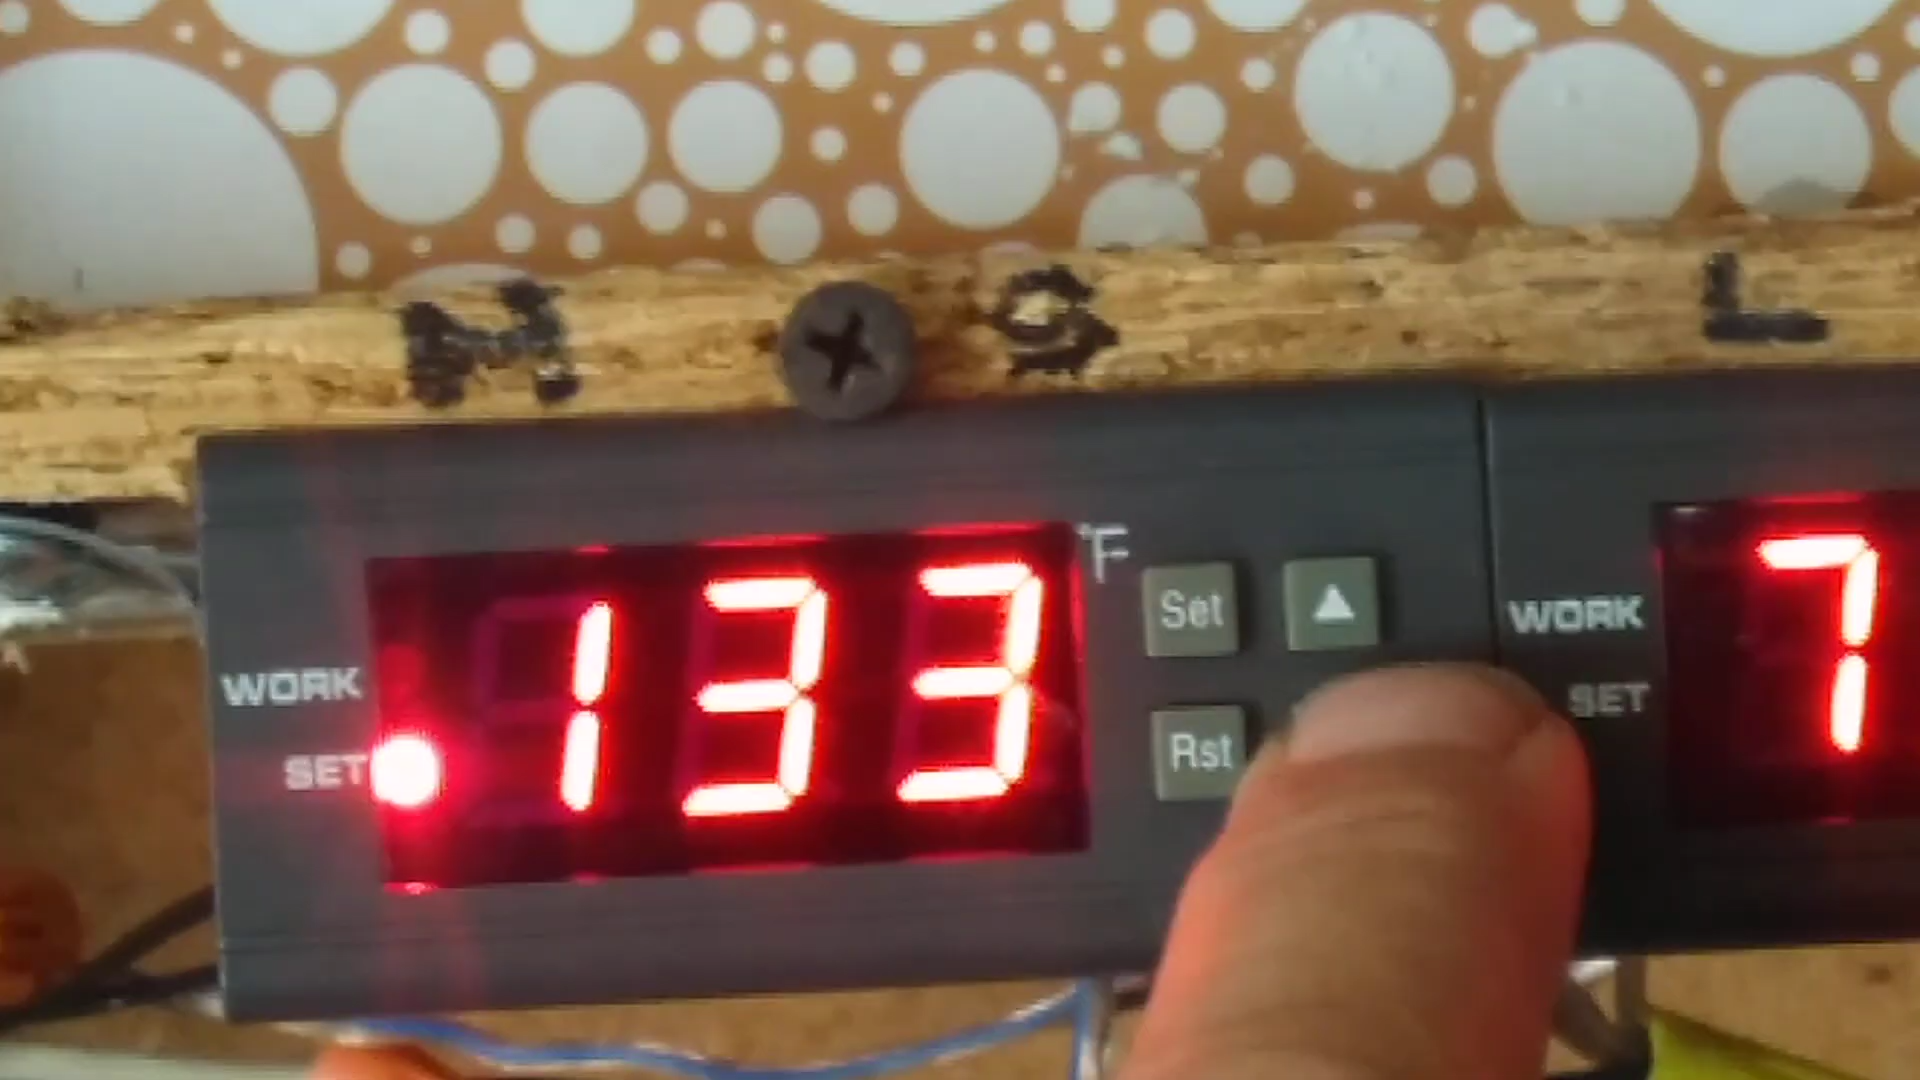 H G L
133 °F
Set
Rst
WORK
SET
WORK
SET
7